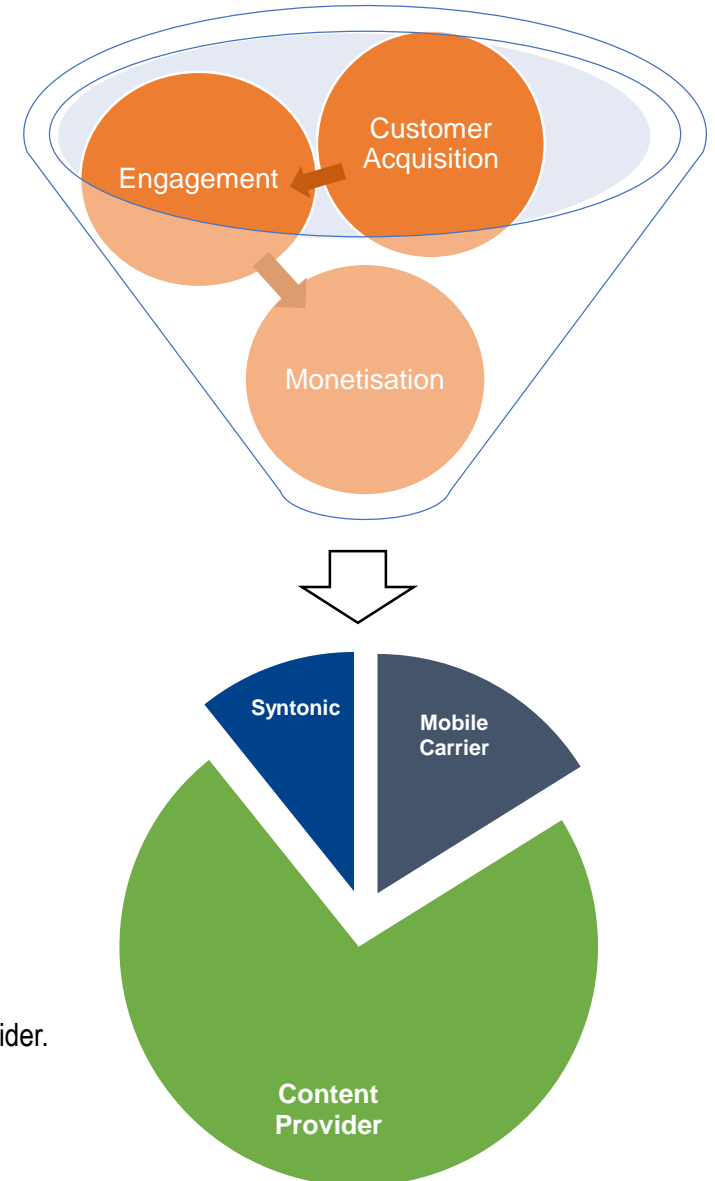 Customer
Acquisition
Engagement
Monetisation
Syntonic
Mobile
Carrier
ider.
Content
Provider